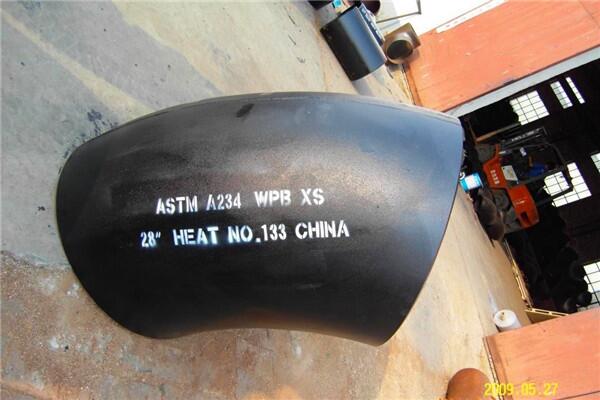 ASTM A234 WPB XS
28" HEAT NO.133 CHINA
2009.05.27